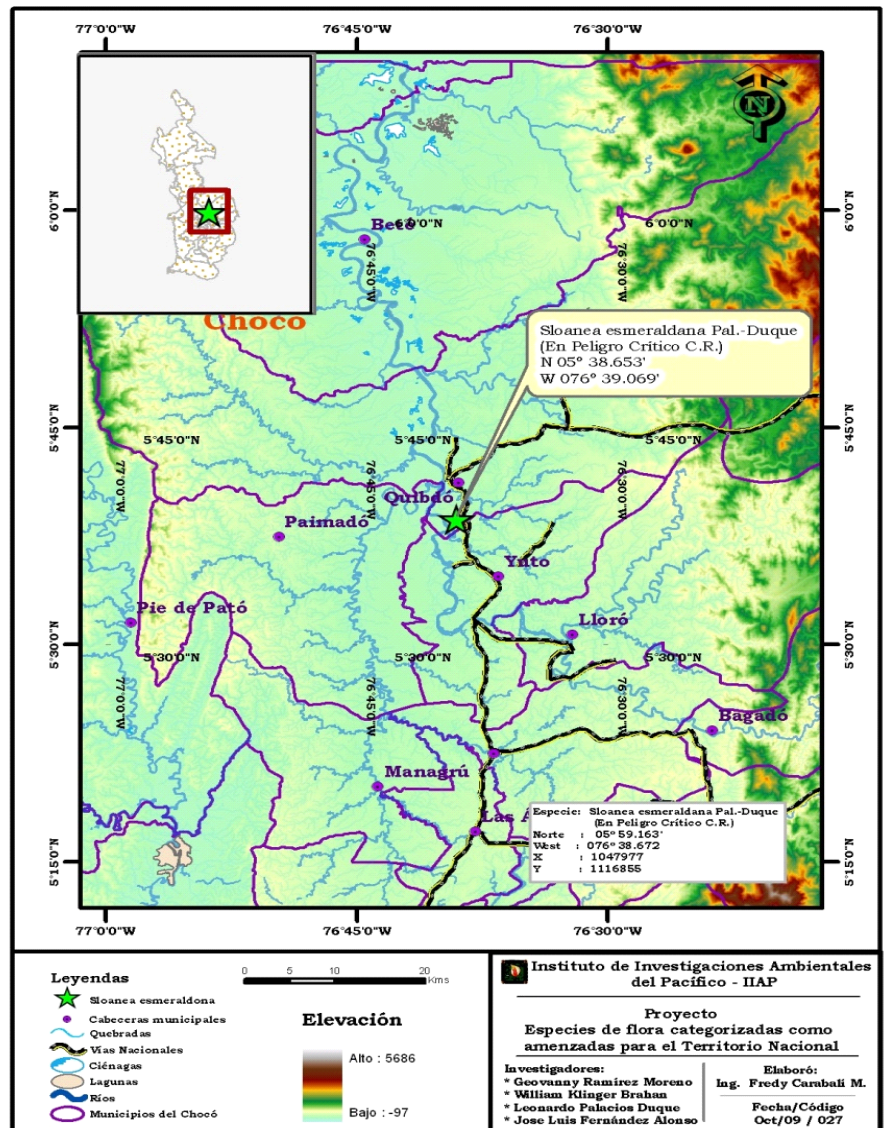 77°0'0"W
76°45'0"W
76°30'0"W
6°0'0"N
6°0'0"N
6°0'0"N
6°0'0"N
N
Beté
76°45'0"W
76°30'0"W
Choco
Sloanea esmeraldana Pal.-Duque
(En Peligro Crítico C.R.)
N 05° 38.653'
W 076° 39.069'
5°45'0"N
5°45'0"N
5°45'0"N
5°45'0"N
5°45'0"N
77°0'0"W
76°45'0"W
76°30'0"W
Quibdó
Paimadó
Ynto
Pie de Pató
Lloró
5°30'0"N
5°30'0"N
5°30'0"N
5°30'0"N
5°30'0"N
77°0'0"W
76°45'0"W
76°30'0"W
Bagadó
Managrú
Las A
Especie: Sloanea esmeraldana Pal.-Duque
(En Peligro Crítico C.R.)
Norte : 05° 59.163'
West : 076° 38.672
X : 1047977
Y : 1116855
5°15'0"N
5°15'0"N
77°0'0"W
76°45'0"W
76°30'0"W
Leyendas
Sloanea esmeraldona
Cabeceras municipales
Quebradas
Vías Nacionales
Ciénagas
Lagunas
Ríos
Municipios del Chocó
0 5 10 20
Kms
Elevación
Alto : 5686
Bajo : -97
Instituto de Investigaciones Ambientales
del Pacífico - IIAP
Proyecto
Especies de flora categorizadas como
amenzadas para el Territorio Nacional
Investigadores:
* Geovanny Ramírez Moreno
* William Klinger Brahan
* Leonardo Palacios Duque
* Jose Luis Fernández Alonso
Elaboró:
Ing. Fredy Carabalí M.
Fecha/Código
Oct/09 / 027